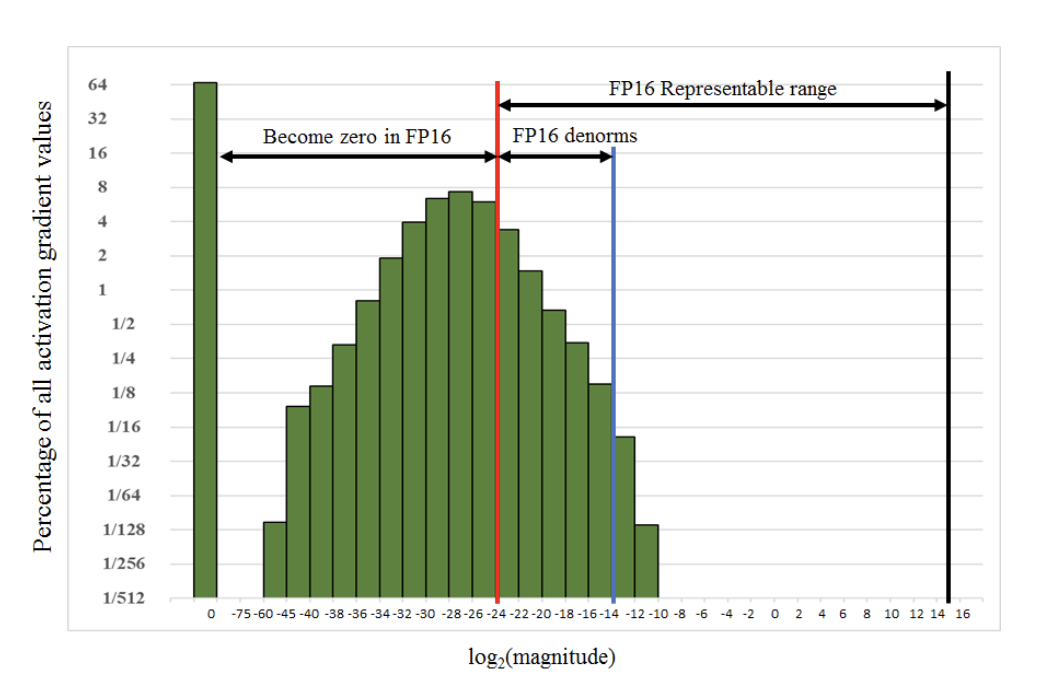 64
FP16 Representable range
32
Become zero in FP16
FP16 denorms
16
8
4
2
1
1/2
1/4
1/8
1/16
1/32
1/64
1/128
1/256
1/512
Percentage of all activation gradient values
0 -75 -60 -45 -40 -38 -36 -34 -32 -30 -28 -26 -24 -22 -20 -18 -16 -14 -12 -10 -8 -6 -4 -2 0 2 4 6 8 10 12 14 16
log₂(magnitude)